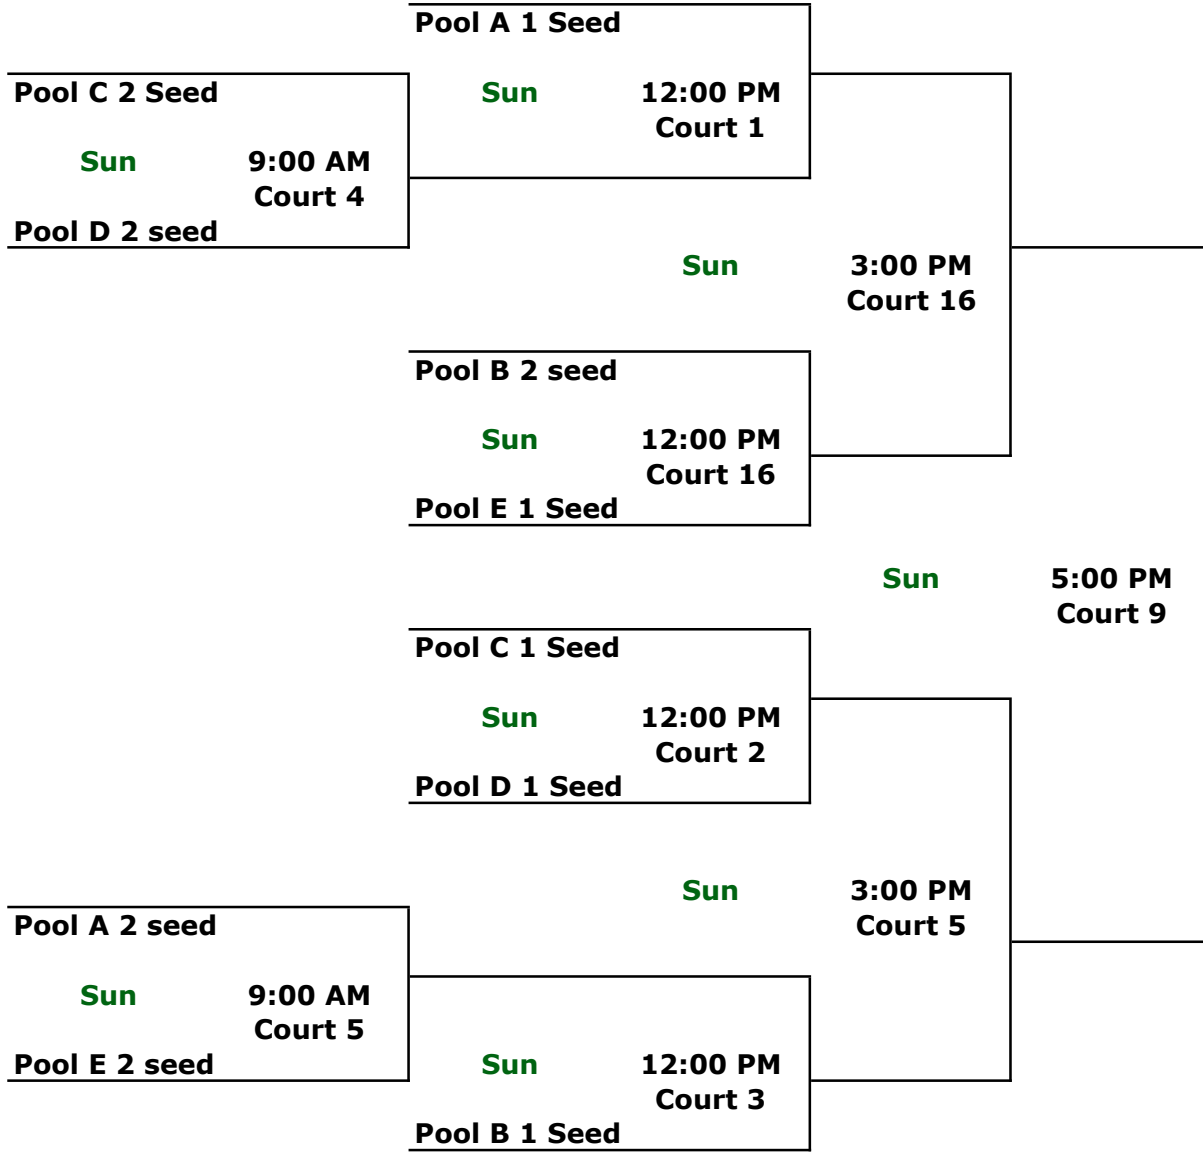 Pool A 1 Seed
Pool C 2 Seed
Sun 12:00 PM
Court 1
Sun 9:00 AM
Court 4
Pool D 2 seed
Sun 3:00 PM
Court 16
Pool B 2 seed
Sun 12:00 PM
Court 16
Pool E 1 Seed
Sun 5:00 PM
Court 9
Pool C 1 Seed
Sun 12:00 PM
Court 2
Pool D 1 Seed
Sun 3:00 PM
Court 5
Pool A 2 seed
Sun 9:00 AM
Court 5
Pool E 2 seed
Sun 12:00 PM
Court 3
Pool B 1 Seed